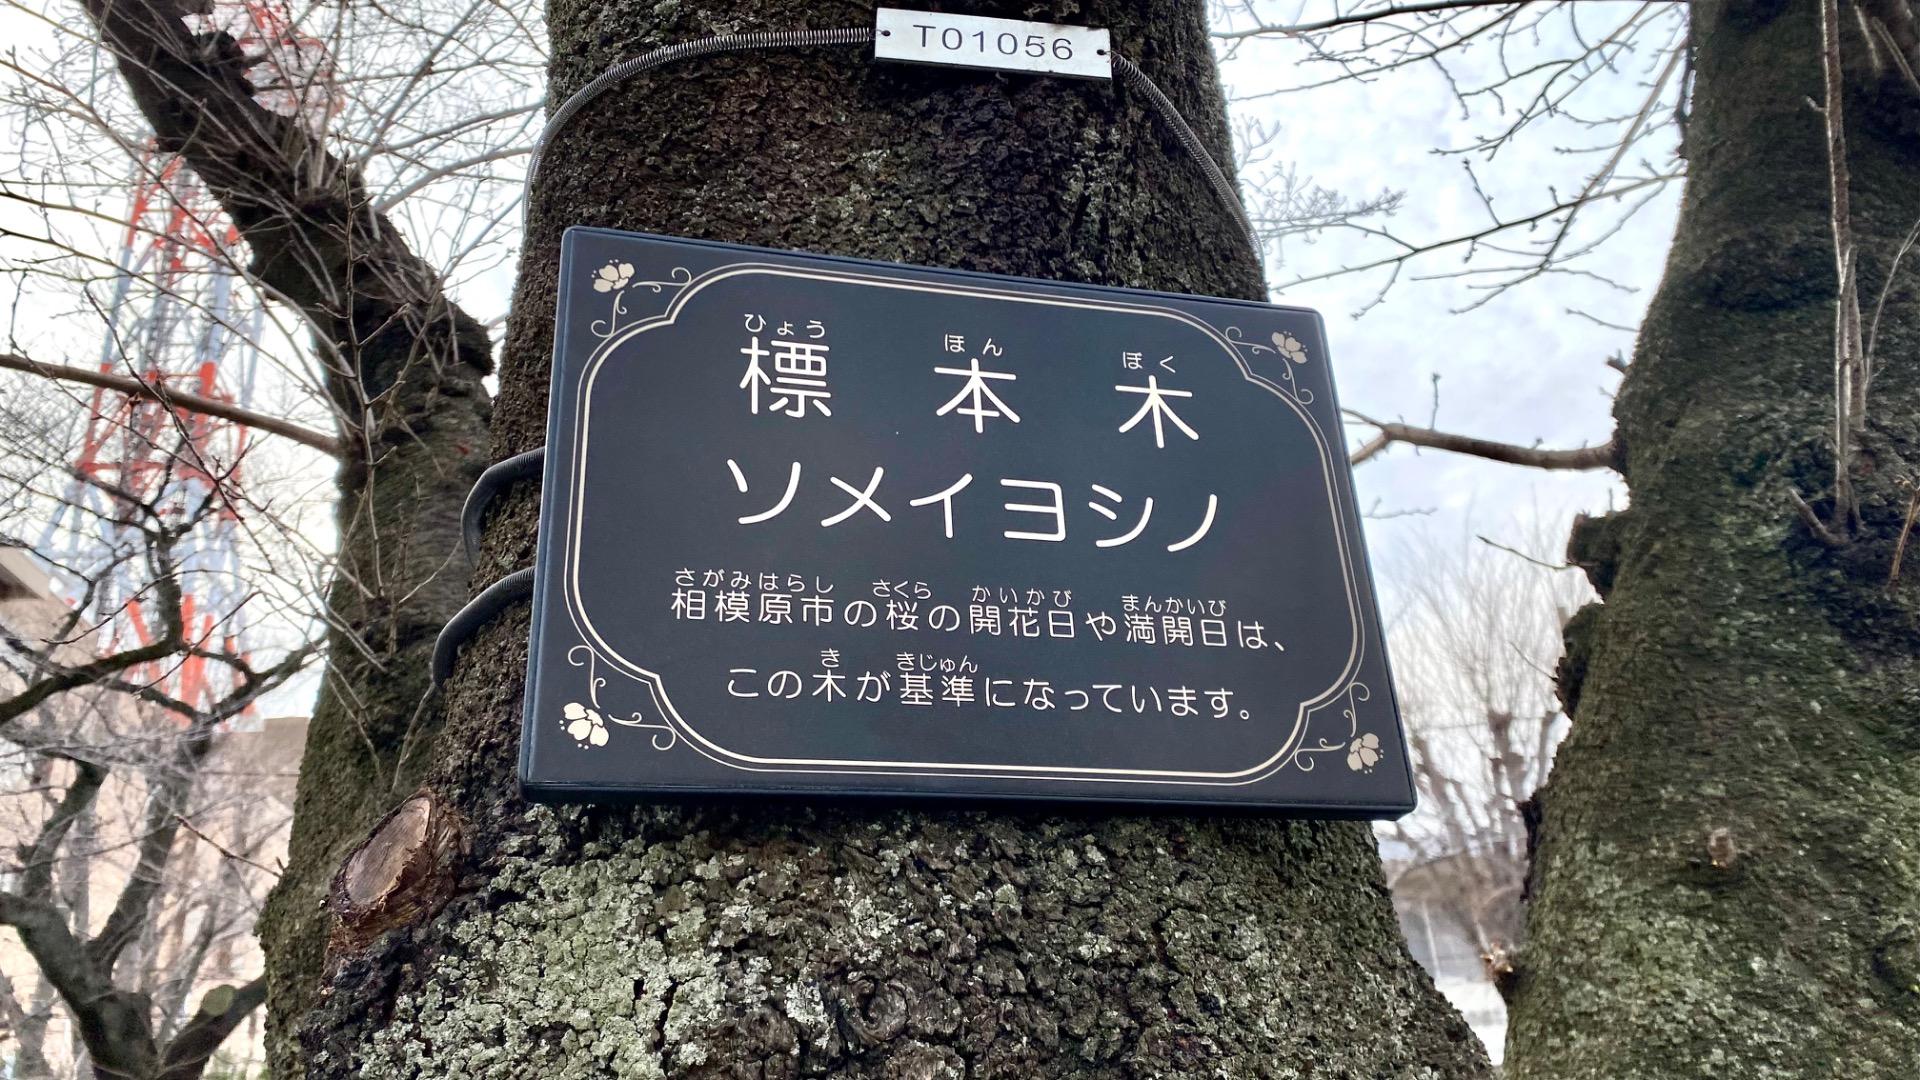 T01056
ひょう ほん ぼく
標本木
ソメイヨシノ
さがみはらし さくら かいかび まんかいび
相模原市の桜の開花日や満開日は、
き きじゅん
この木が基準になっています。